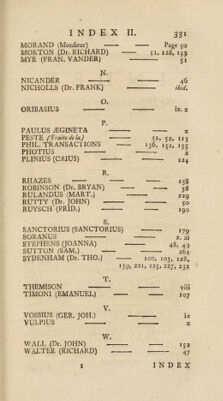 INDEX II. 331
MORAND (Monsieur) — — Page 50
MORTON (Dr. RICHARD) — 51, 128, 153
MYE (FRAN. VANDER) — — 51
N.
NICANDER — — — 46
NICHOLLS (Dr. FRANK) — — ibid.
O.
ORIBASIUS — — — ix. x
P.
PAULUS ÆGINETA — — x
PESTE (Traité de la) — 51, 52, 113
PHIL. TRANSACTIONS — 136, 152, 155
PHOTIUS — — — x
PLINIUS (CAIUS) — — 124
R.
RHAZES — — — 138
ROBINSON (Dr. BRYAN) — — 38
RULANDUS (MART.) — — 229
RUTTY (Dr. JOHN) — — 50
RUYSCH (FRID.) — — 190
S.
SANCTORIUS (SANCTORIUS) — 179
SORANUS — — — x. xi
STEPHENS (JOANNA) — 48, 49
SUTTON (SAM.) — — 262
SYDENHAM (Dr. THO.) — 100, 103, 128,
159, 221, 225, 227, 232
T.
THEMISON — — — viii
TIMONI (EMANUEL) — — 107
V.
VOSSIUS (GER. JOH.) — — ix
VULPIUS — — — x
W.
WALL (Dr. JOHN) — — 152
WALTER (RICHARD) — — 47
I INDEX